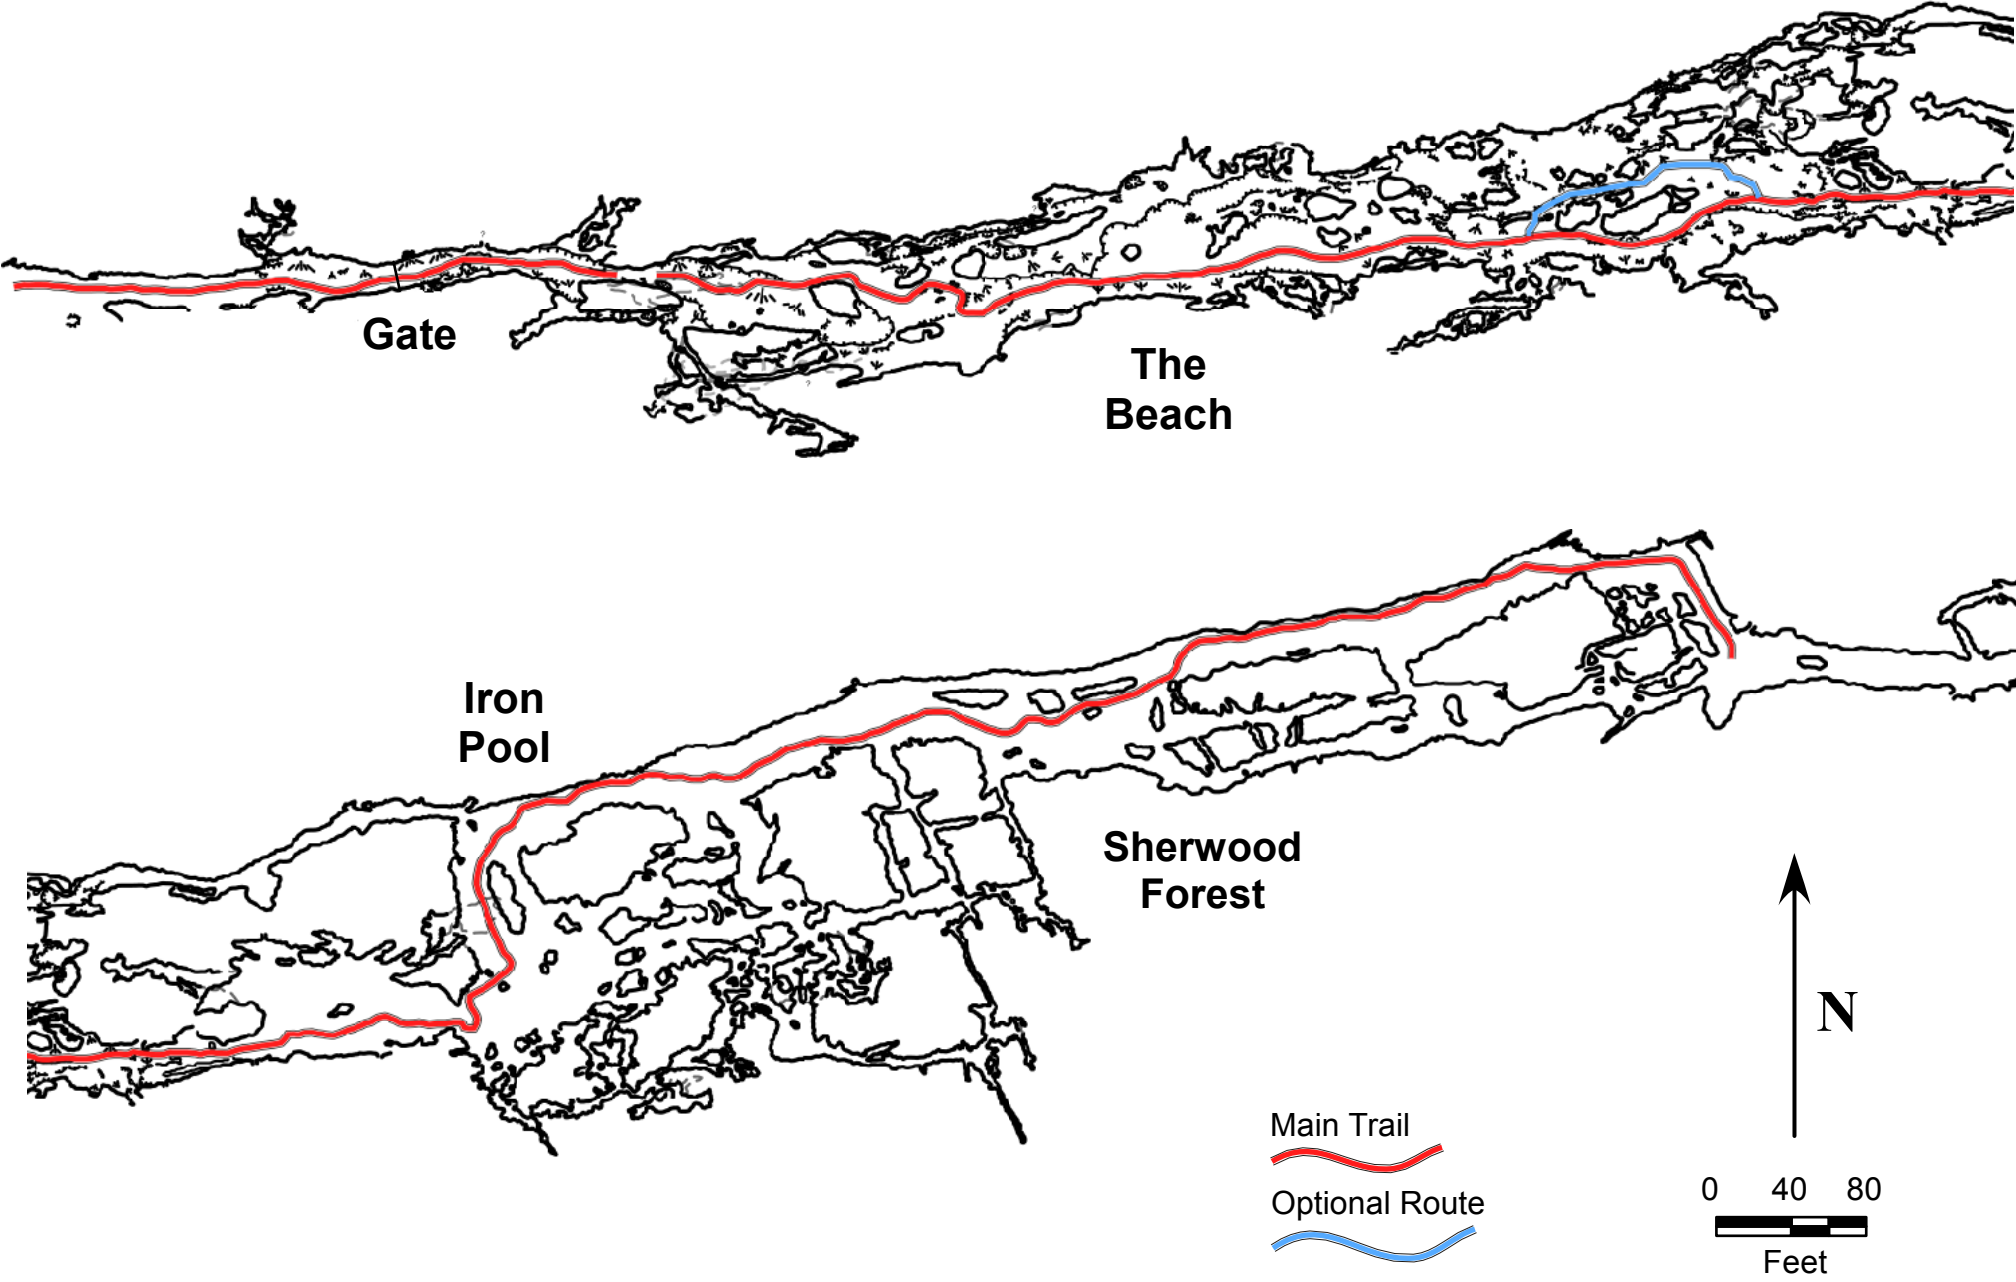 Gate
The
Beach
Iron
Pool
Sherwood
Forest
N
Main Trail
Optional Route
0 40 80
Feet
?
?